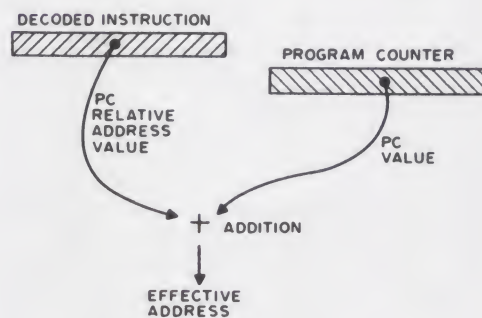 DECODED INSTRUCTION
PROGRAM COUNTER
PC
RELATIVE
ADDRESS
VALUE
PC
VALUE
+ ADDITION
EFFECTIVE
ADDRESS